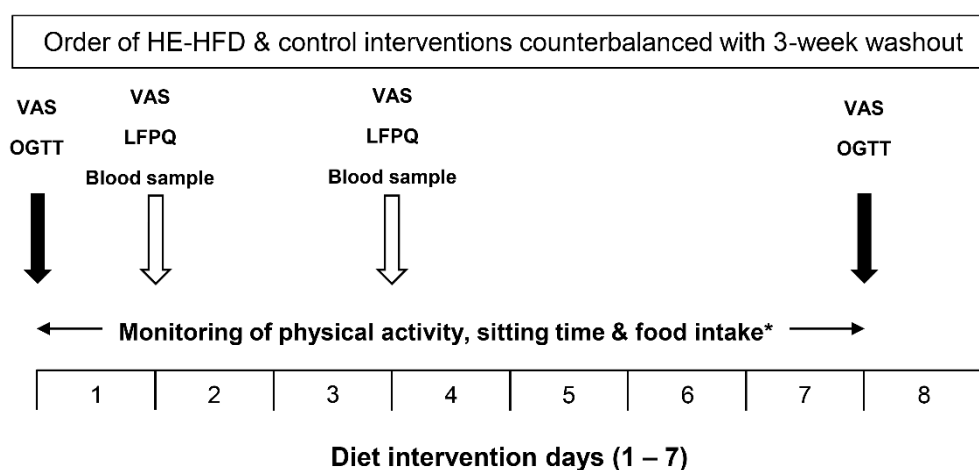 Order of HE-HFD & control interventions counterbalanced with 3-week washout
VAS
OGTT
VAS
LFPQ
Blood sample
VAS
LFPQ
Blood sample
VAS
OGTT
Monitoring of physical activity, sitting time & food intake*
1 2 3 4 5 6 7 8
Diet intervention days (1 – 7)